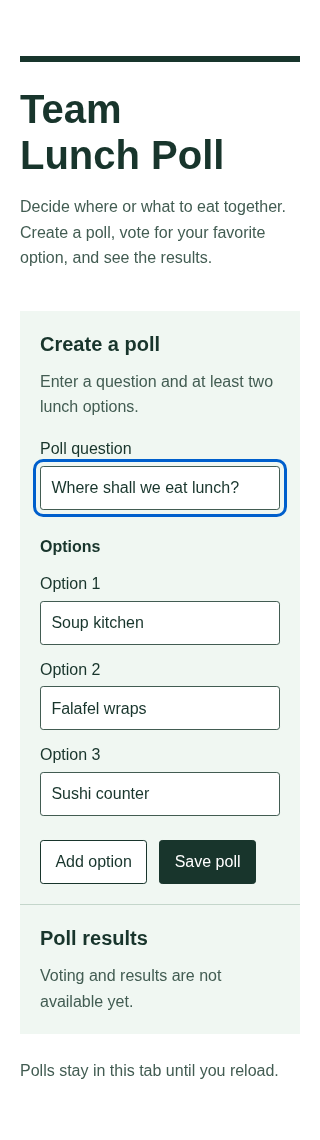 Team
Lunch Poll
Decide where or what to eat together.
Create a poll, vote for your favorite
option, and see the results.
Create a poll
Enter a question and at least two
lunch options.
Poll question
Where shall we eat lunch?
Options
Option 1
Soup kitchen
Option 2
Falafel wraps
Option 3
Sushi counter
Add option Save poll
Poll results
Voting and results are not
available yet.
Polls stay in this tab until you reload.